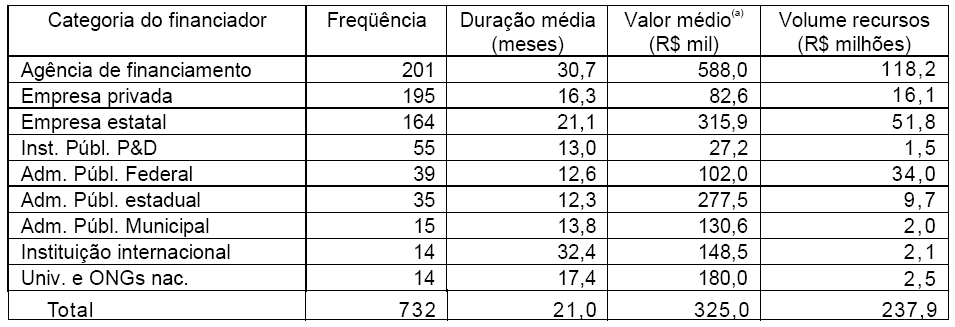 Categoria do financiador Freqüência Duração média (meses) Valor médio(a) (R$ mil) Volume recursos (R$ milhões)
Agência de financiamento 201 30,7 588,0 118,2
Empresa privada 195 16,3 82,6 16,1
Empresa estatal 164 21,1 315,9 51,8
Inst. Públ. P&D 55 13,0 27,2 1,5
Adm. Públ. Federal 39 12,6 102,0 34,0
Adm. Públ. estadual 35 12,3 277,5 9,7
Adm. Públ. Municipal 15 13,8 130,6 2,0
Instituição internacional 14 32,4 148,5 2,1
Univ. e ONGs nac. 14 17,4 180,0 2,5
Total 732 21,0 325,0 237,9